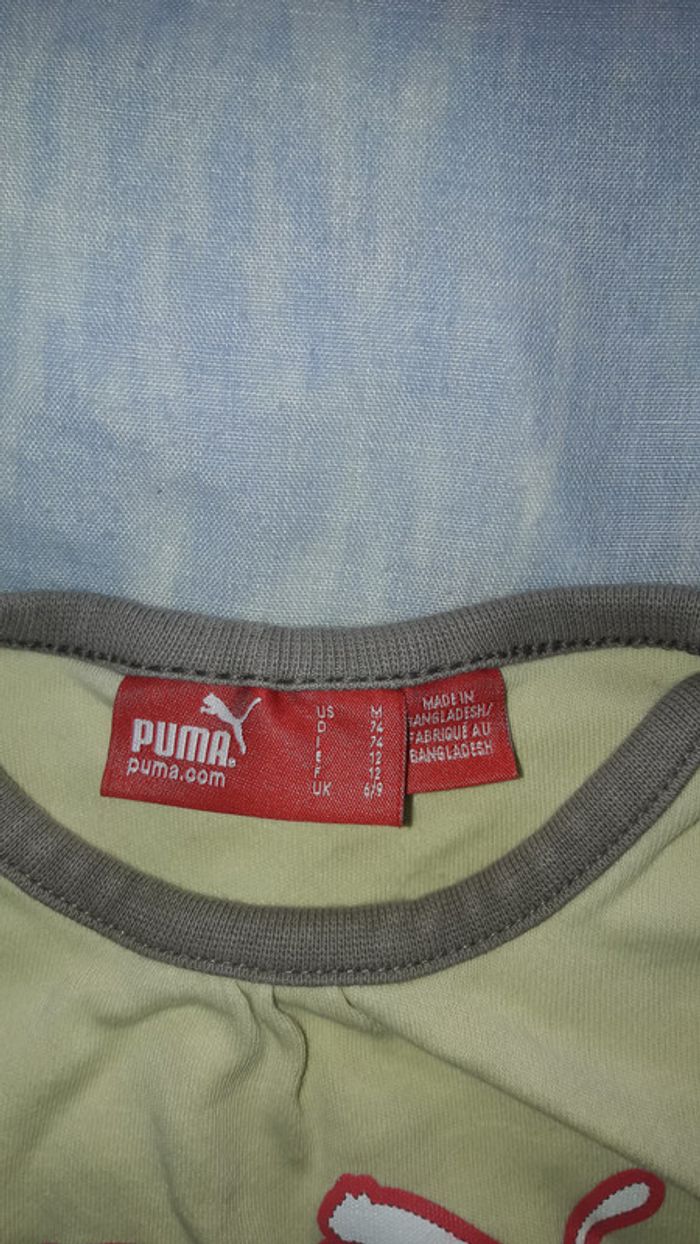 PUMA®
puma.com
US M
D 74
I 74
E 12
F 12
UK 6/9
MADE IN
BANGLADESH/
FABRIQUÉ AU
BANGLADESH